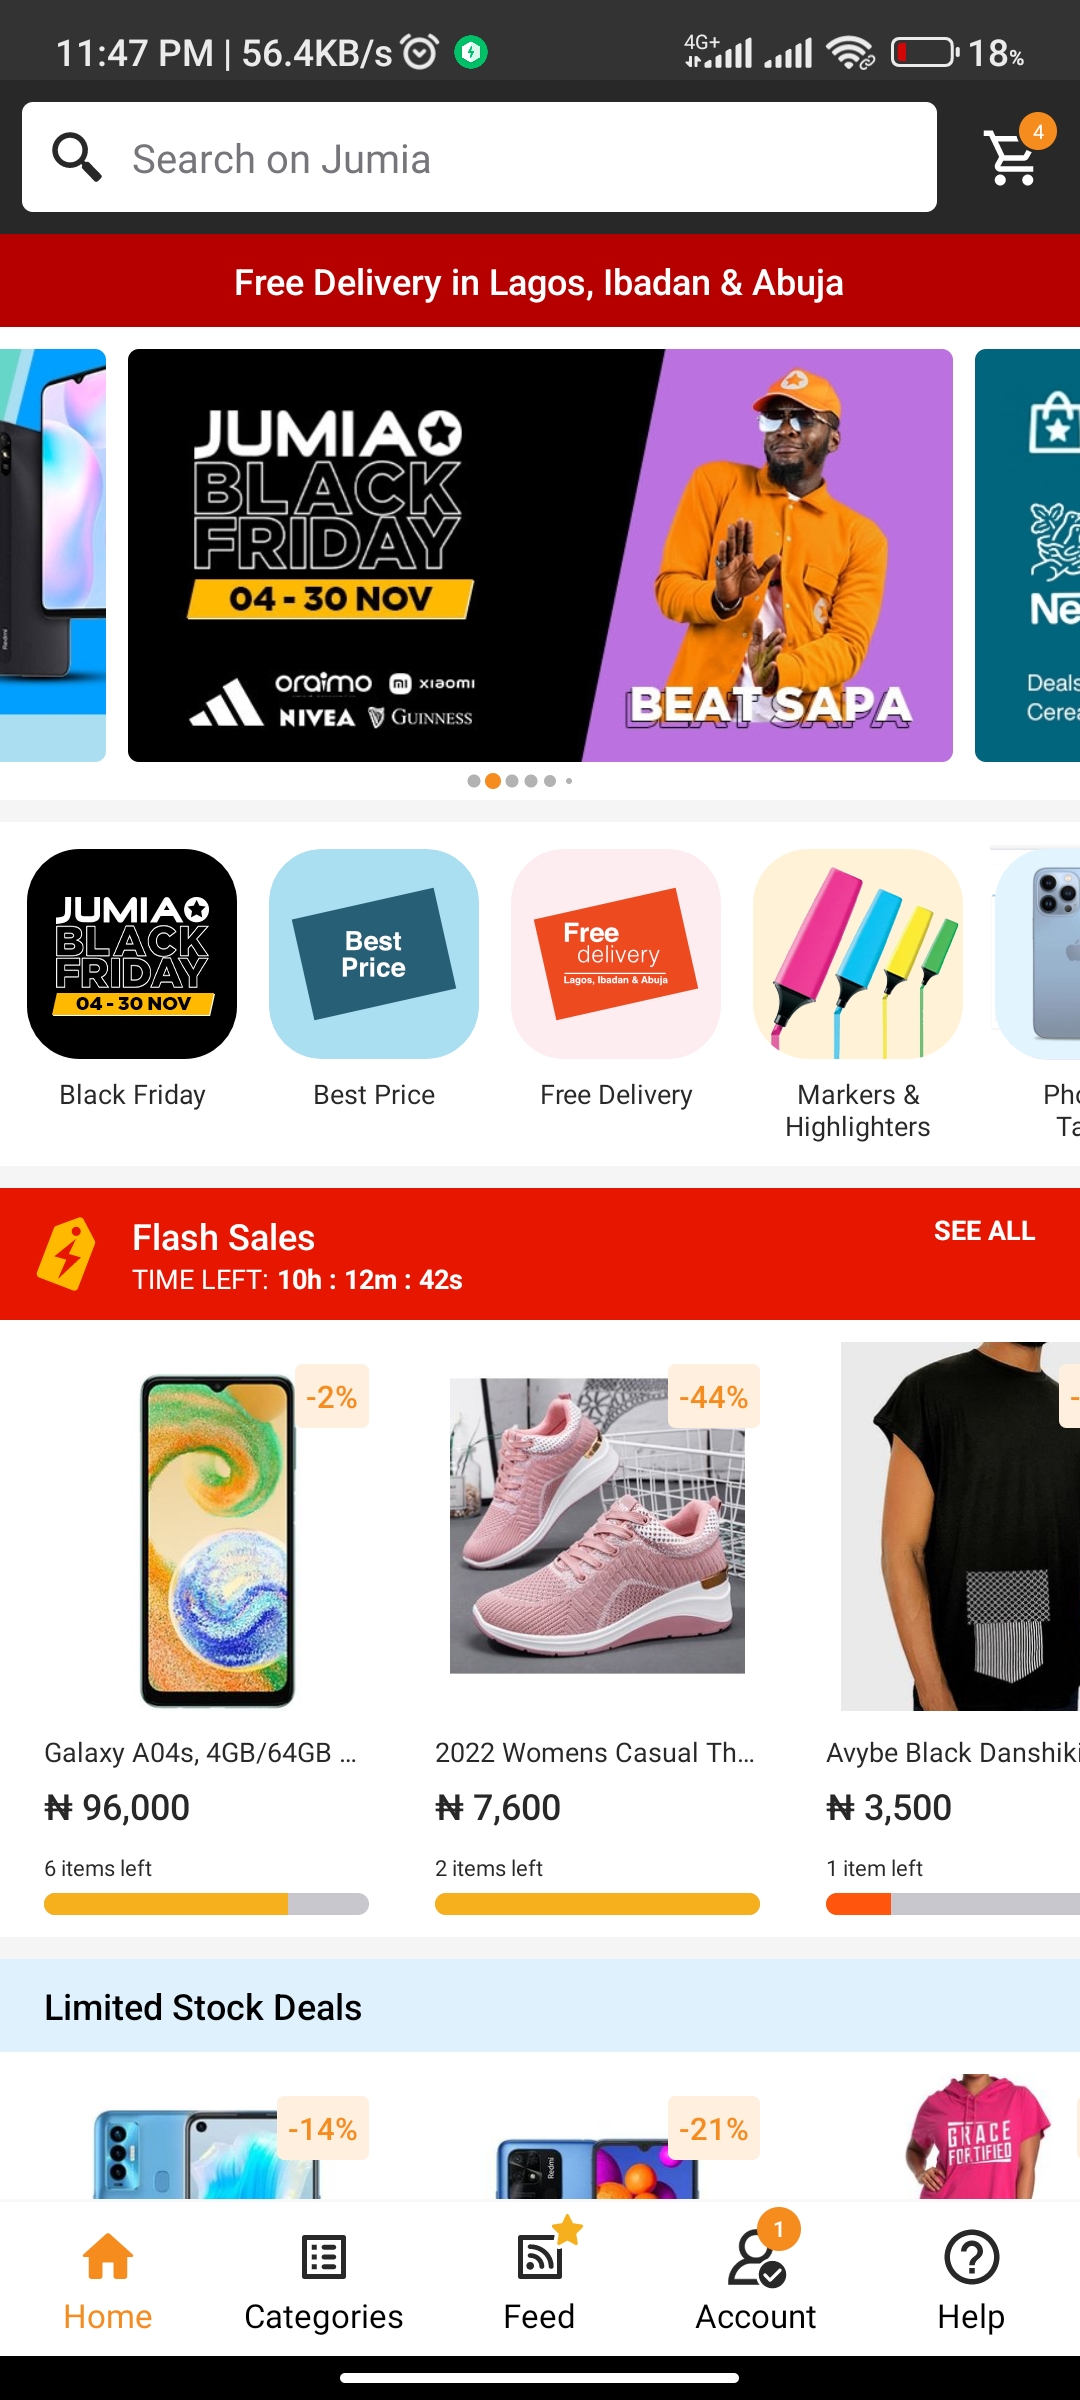 11:47 PM | 56.4KB/s
4G+
18%
Search on Jumia
4
Free Delivery in Lagos, Ibadan & Abuja
Redmi
JUMIA
BLACK
FRIDAY
04 - 30 NOV
oraimo
mi xiaomi
NIVEA
GUINNESS
BEAT SAPA
Ne
Deals
Cerea
JUMIA
BLACK
FRIDAY
04 - 30 NOV
Best
Price
Free
delivery
Lagos, Ibadan & Abuja
Black Friday
Best Price
Free Delivery
Markers &
Highlighters
Pho
Ta
Flash Sales
SEE ALL
TIME LEFT: 10h : 12m : 42s
-2%
-44%
-
Galaxy A04s, 4GB/64GB ...
2022 Womens Casual Th...
Avybe Black Danshiki
₦ 96,000
₦ 7,600
₦ 3,500
6 items left
2 items left
1 item left
Limited Stock Deals
-14%
-21%
Redmi
GRACE
FORTIFIED
1
Home
Categories
Feed
Account
Help